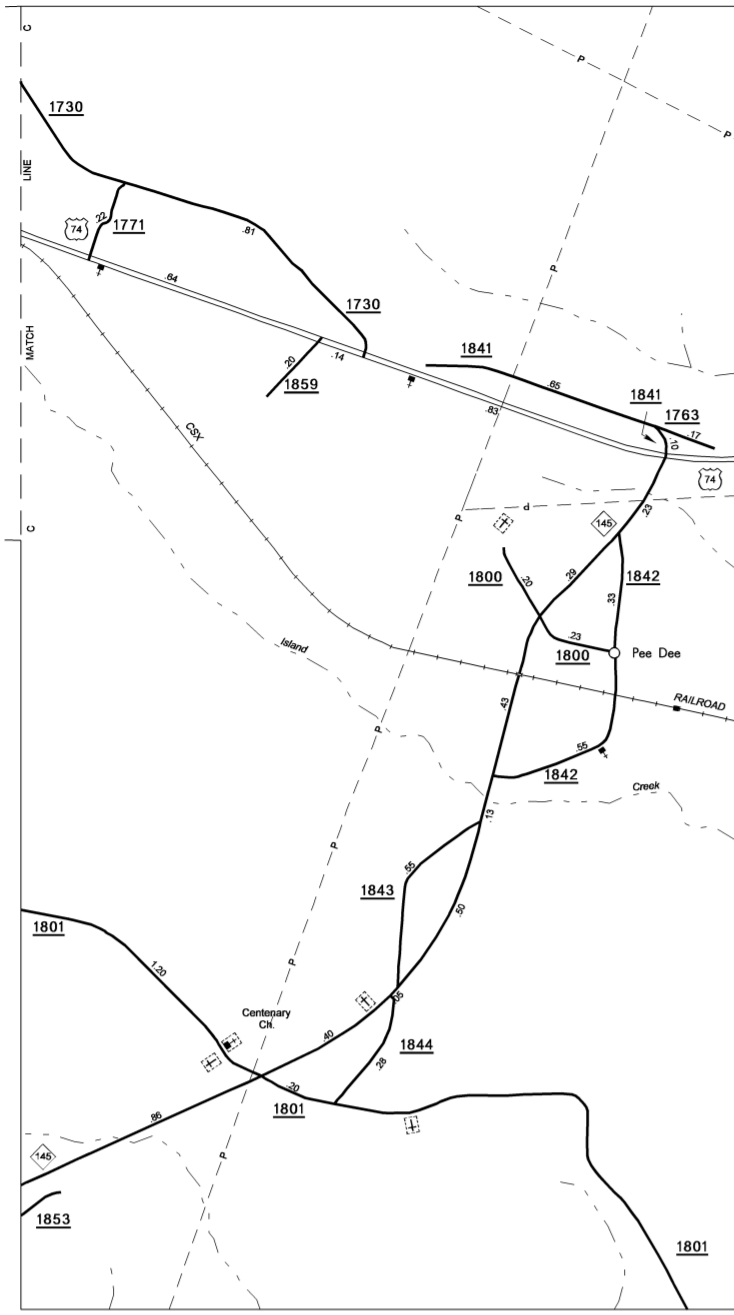 C
P
1730
P
LINE
.22
74
1771
.81
P
.64
1730
MATCH
1841
.14
.65
1841
.20
1859
1763
.83
.10
.17
CSX
74
P
P
.23
C
145
1800
.20
.29
1842
.33
.23
Island
1800
Pee Dee
.43
RAILROAD
P
.55
1842
Creek
.13
P
.55
1843
.50
1801
1.20
P
.05
Centenary
Ch.
.40
1844
.28
.20
.86
1801
145
P
1853
1801